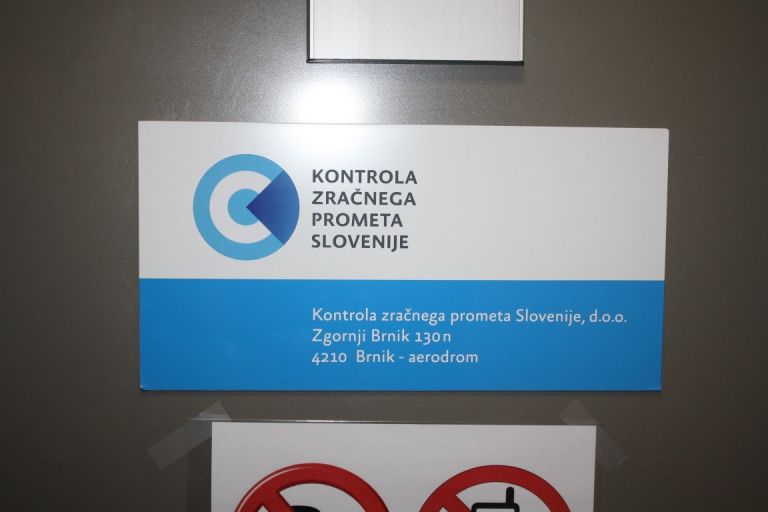 KONTROLA
ZRAČNEGA
PROMETA
SLOVENIJE
Kontrola zračnega prometa Slovenije, d.o.o.
Zgornji Brnik 130n
4210 Brnik - aerodrom